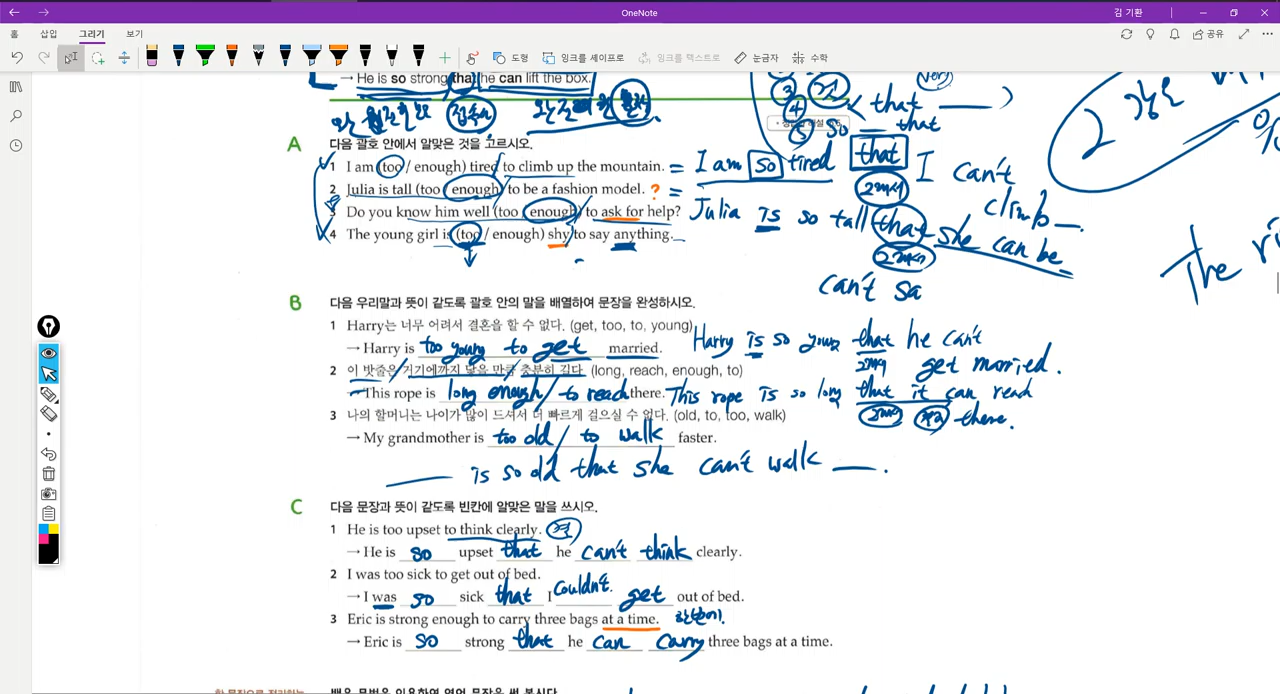 OneNote
김 기환
홈 삽입 그리기 보기
도형 잉크를 셰이프로 잉크를 텍스트로 눈금자 수학 공유
→ He is so strong that he can lift the box.
접속사
that
so that
A 다음 괄호 안에서 알맞은 것을 고르시오.
1 I am (too / enough) tired to climb up the mountain. = I am so tired that I can't climb
2 Julia is tall (too enough) to be a fashion model. ? = Julia is so tall that she can be
3 Do you know him well (too enough) to ask for help?
4 The young girl is (too / enough) shy to say anything.
can't sa
The ri
B 다음 우리말과 뜻이 같도록 괄호 안의 말을 배열하여 문장을 완성하시오.
1 Harry는 너무 어려서 결혼을 할 수 없다. (get, too, to, young)
→ Harry is too young to get married. Harry is so young that he can't get married.
2 이 밧줄은 거기에까지 닿을 만큼 충분히 길다. (long, reach, enough, to)
→ This rope is long enough to reach there. This rope is so long that it can reach there.
3 나의 할머니는 나이가 많이 드셔서 더 빠르게 걸으실 수 없다. (old, to, too, walk)
→ My grandmother is too old to walk faster.
is so old that she can't walk .
C 다음 문장과 뜻이 같도록 빈칸에 알맞은 말을 쓰시오.
1 He is too upset to think clearly.
→ He is so upset that he can't think clearly.
2 I was too sick to get out of bed.
→ I was so sick that I couldn't get out of bed.
3 Eric is strong enough to carry three bags at a time. 한번에.
→ Eric is so strong that he can carry three bags at a time.